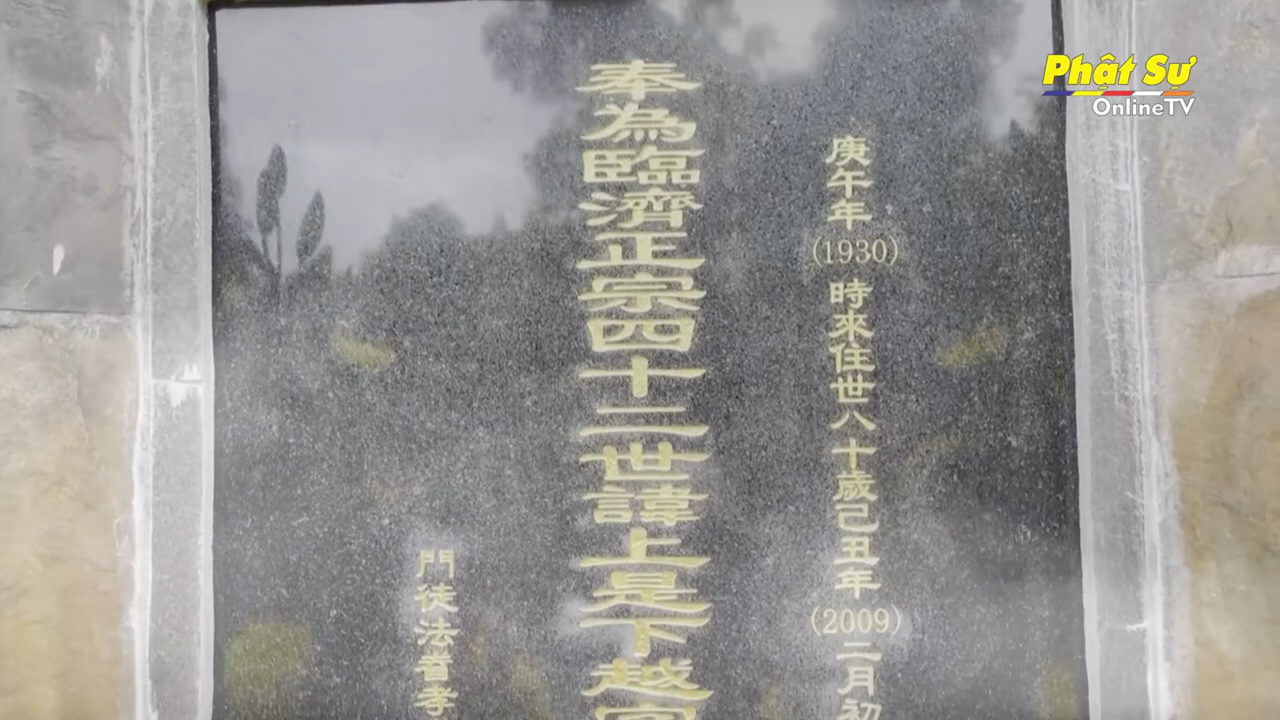 Phật Sự
OnlineTV
庚午年(1930)時來住世八十歲己丑年(2009)二月初
奉為臨濟正宗四十二世諱上是下越
門徒法眷孝